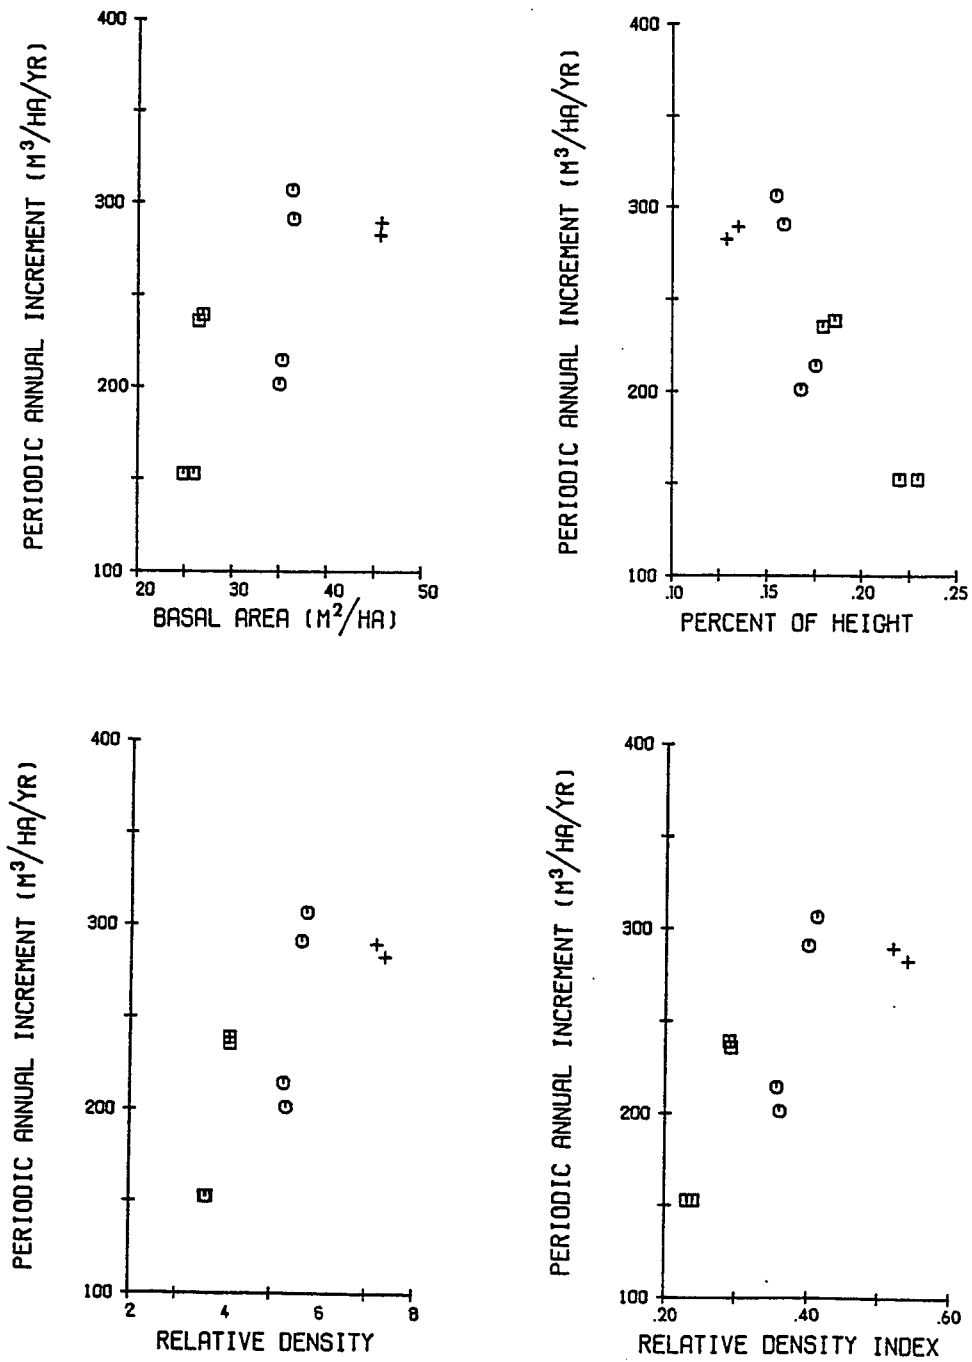 PERIODIC ANNUAL INCREMENT (M³/HA/YR)
400
300
200
100
20 30 40 50
BASAL AREA (M²/HA)
PERIODIC ANNUAL INCREMENT (M³/HA/YR)
400
300
200
100
.10 .15 .20 .25
PERCENT OF HEIGHT
PERIODIC ANNUAL INCREMENT (M³/HA/YR)
400
300
200
100
2 4 6 8
RELATIVE DENSITY
PERIODIC ANNUAL INCREMENT (M³/HA/YR)
400
300
200
100
.20 .30 .40 .60
RELATIVE DENSITY INDEX